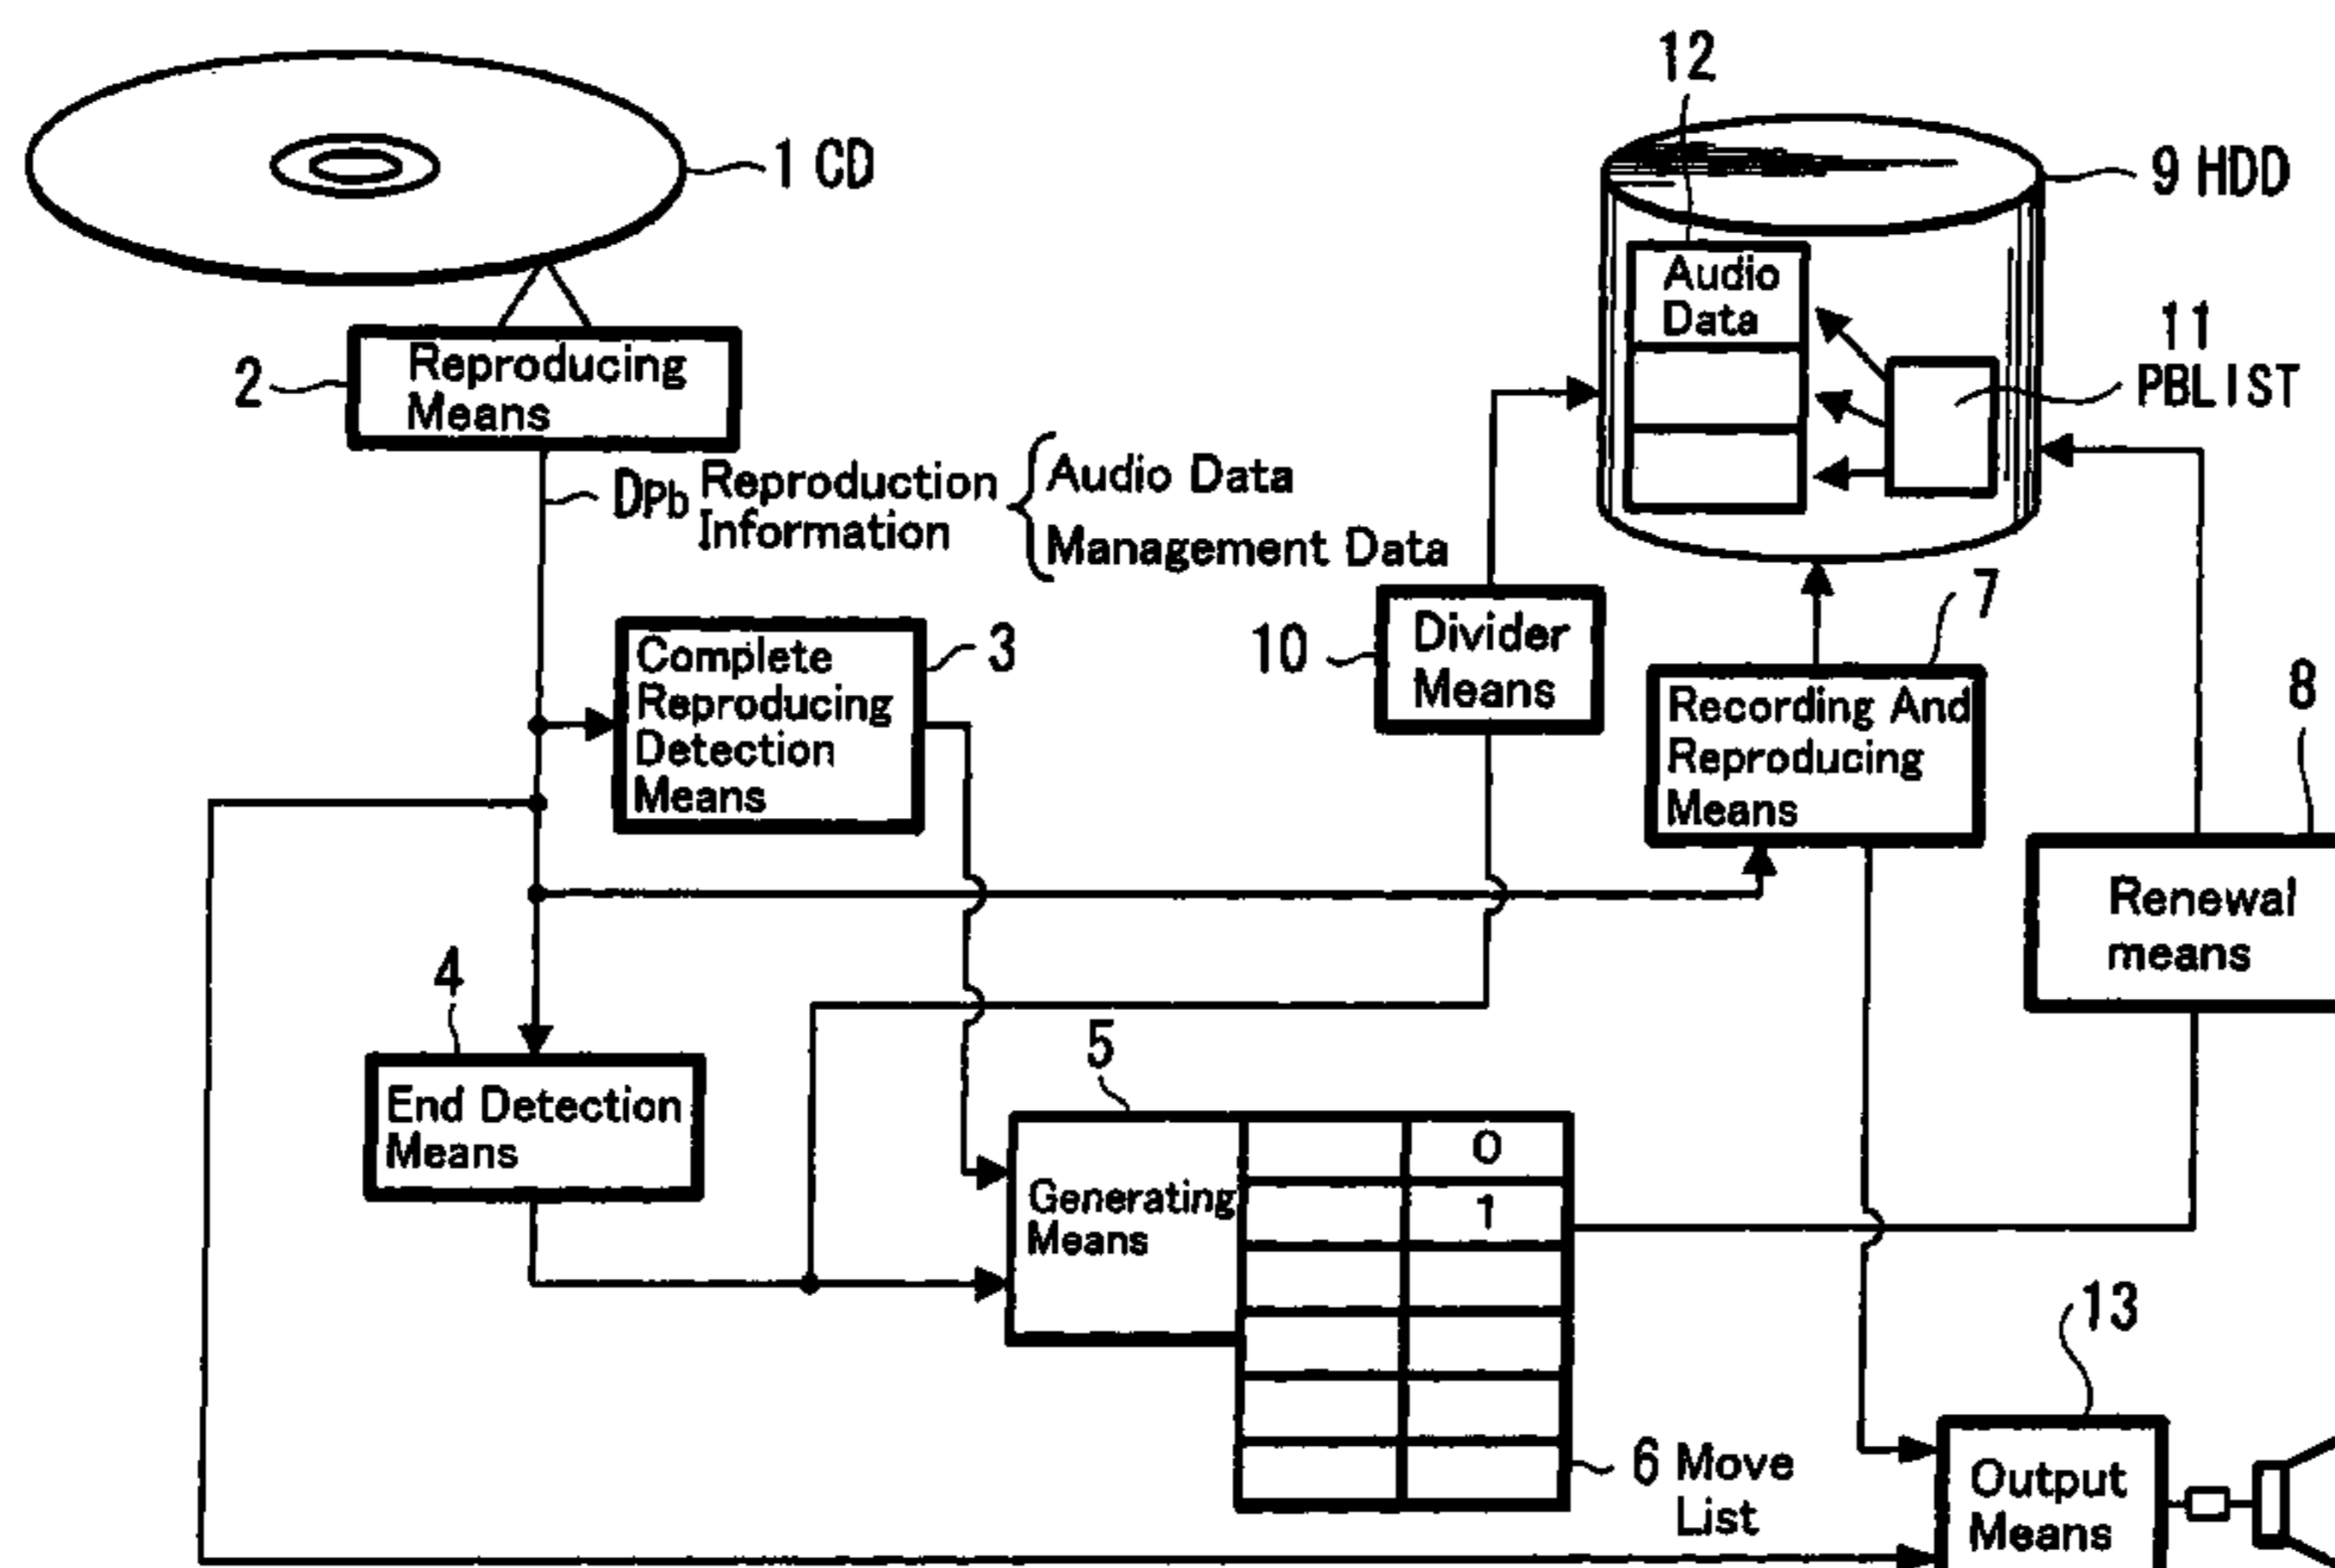 12
1 CD
9 HDD
Audio
Data
11
PBLIST
2
Reproducing
Means
DPb
Reproduction
Information
Audio Data
Management Data
3
Complete
Reproducing
Detection
Means
10
Divider
Means
7
Recording And
Reproducing
Means
8
Renewal
means
4
End Detection
Means
5
Generating
Means
0
1
6 Move
List
13
Output
Means